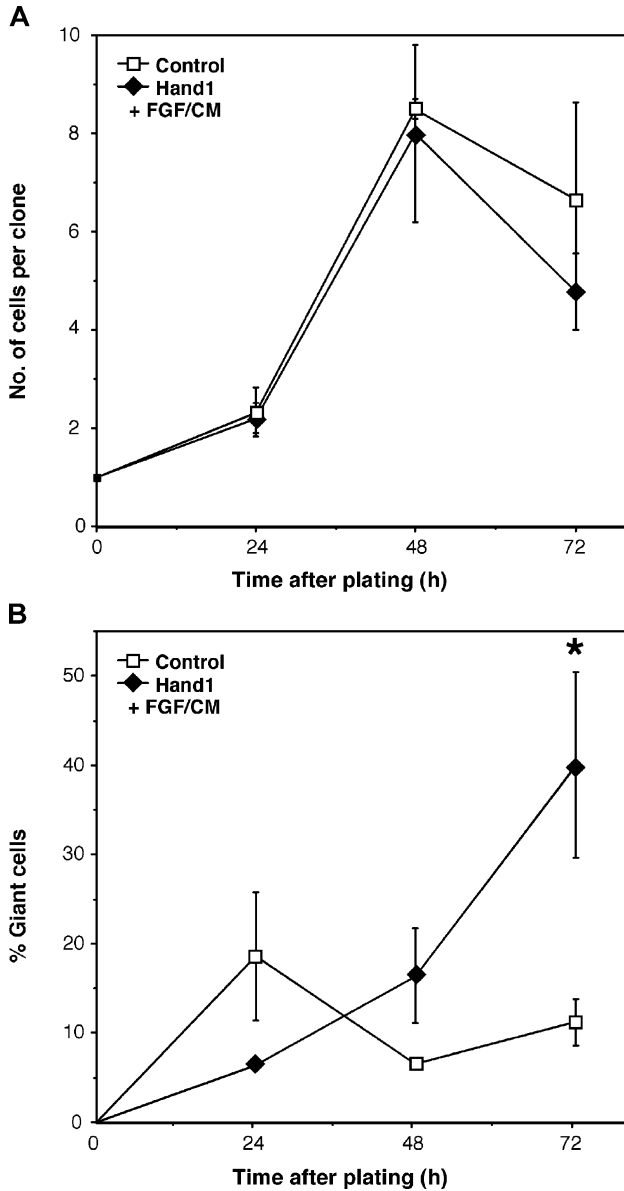 A
10
8
6
4
2
0
No. of cells per clone
Control
Hand1
+ FGF/CM
0 24 48 72
Time after plating (h)
B
50
40
30
20
10
0
% Giant cells
Control
Hand1
+ FGF/CM
*
0 24 48 72
Time after plating (h)